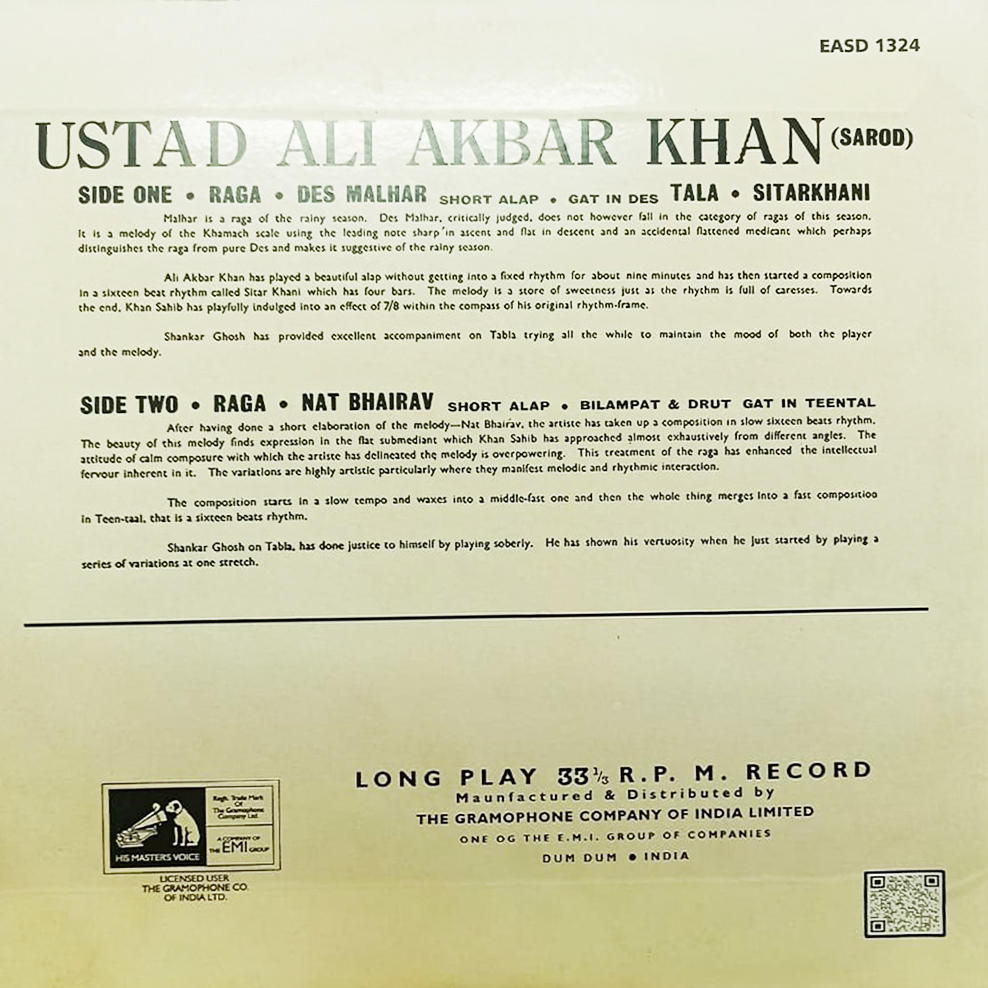 EASD 1324
USTAD ALI AKBAR KHAN (SAROD)
SIDE ONE • RAGA • DES MALHAR SHORT ALAP • GAT IN DES TALA • SITARKHANI
Malhar is a raga of the rainy season. Des Malhar, critically judged, does not however fall in the category of ragas of this season.
It is a melody of the Khamach scale using the leading note sharp in ascent and flat in descent and an accidental flattened medicant which perhaps
distinguishes the raga from pure Des and makes it suggestive of the rainy season.
Ali Akbar Khan has played a beautiful alap without getting into a fixed rhythm for about nine minutes and has then started a composition
in a sixteen beat rhythm called Sitar Khani which has four bars. The melody is a store of sweetness just as the rhythm is full of caresses. Towards
the end, Khan Sahib has playfully indulged into an effect of 7/8 within the compass of his original rhythm-frame.
Shankar Ghosh has provided excellent accompaniment on Tabla trying all the while to maintain the mood of both the player
and the melody.
SIDE TWO • RAGA • NAT BHAIRAV SHORT ALAP • BILAMPAT & DRUT GAT IN TEENTAL
After having done a short elaboration of the melody—Nat Bhairav, the artiste has taken up a composition in slow sixteen beats rhythm.
The beauty of this melody finds expression in the flat submediant which Khan Sahib has approached almost exhaustively from different angles. The
attitude of calm composure with which the artiste has delineated the melody is overpowering. This treatment of the raga has enhanced the intellectual
fervour inherent in it. The variations are highly artistic particularly where they manifest melodic and rhythmic interaction.
The composition starts in a slow tempo and waxes into a middle-fast one and then the whole thing merges into a fast composition
in Teen-taal, that is a sixteen beats rhythm.
Shankar Ghosh on Tabla, has done justice to himself by playing soberly. He has shown his vertuosity when he just started by playing a
series of variations at one stretch.
LONG PLAY 33⅓ R.P. M. RECORD
Maunfactured & Distributed by
THE GRAMOPHONE COMPANY OF INDIA LIMITED
ONE OG THE E.M.I. GROUP OF COMPANIES
DUM DUM • INDIA
Regh. Trade Mark
Of
The Gramophone
Company Ltd.
A COMPANY OF
THE EMI GROUP
HIS MASTERS VOICE
LICENSED USER
THE GRAMOPHONE CO.
OF INDIA LTD.